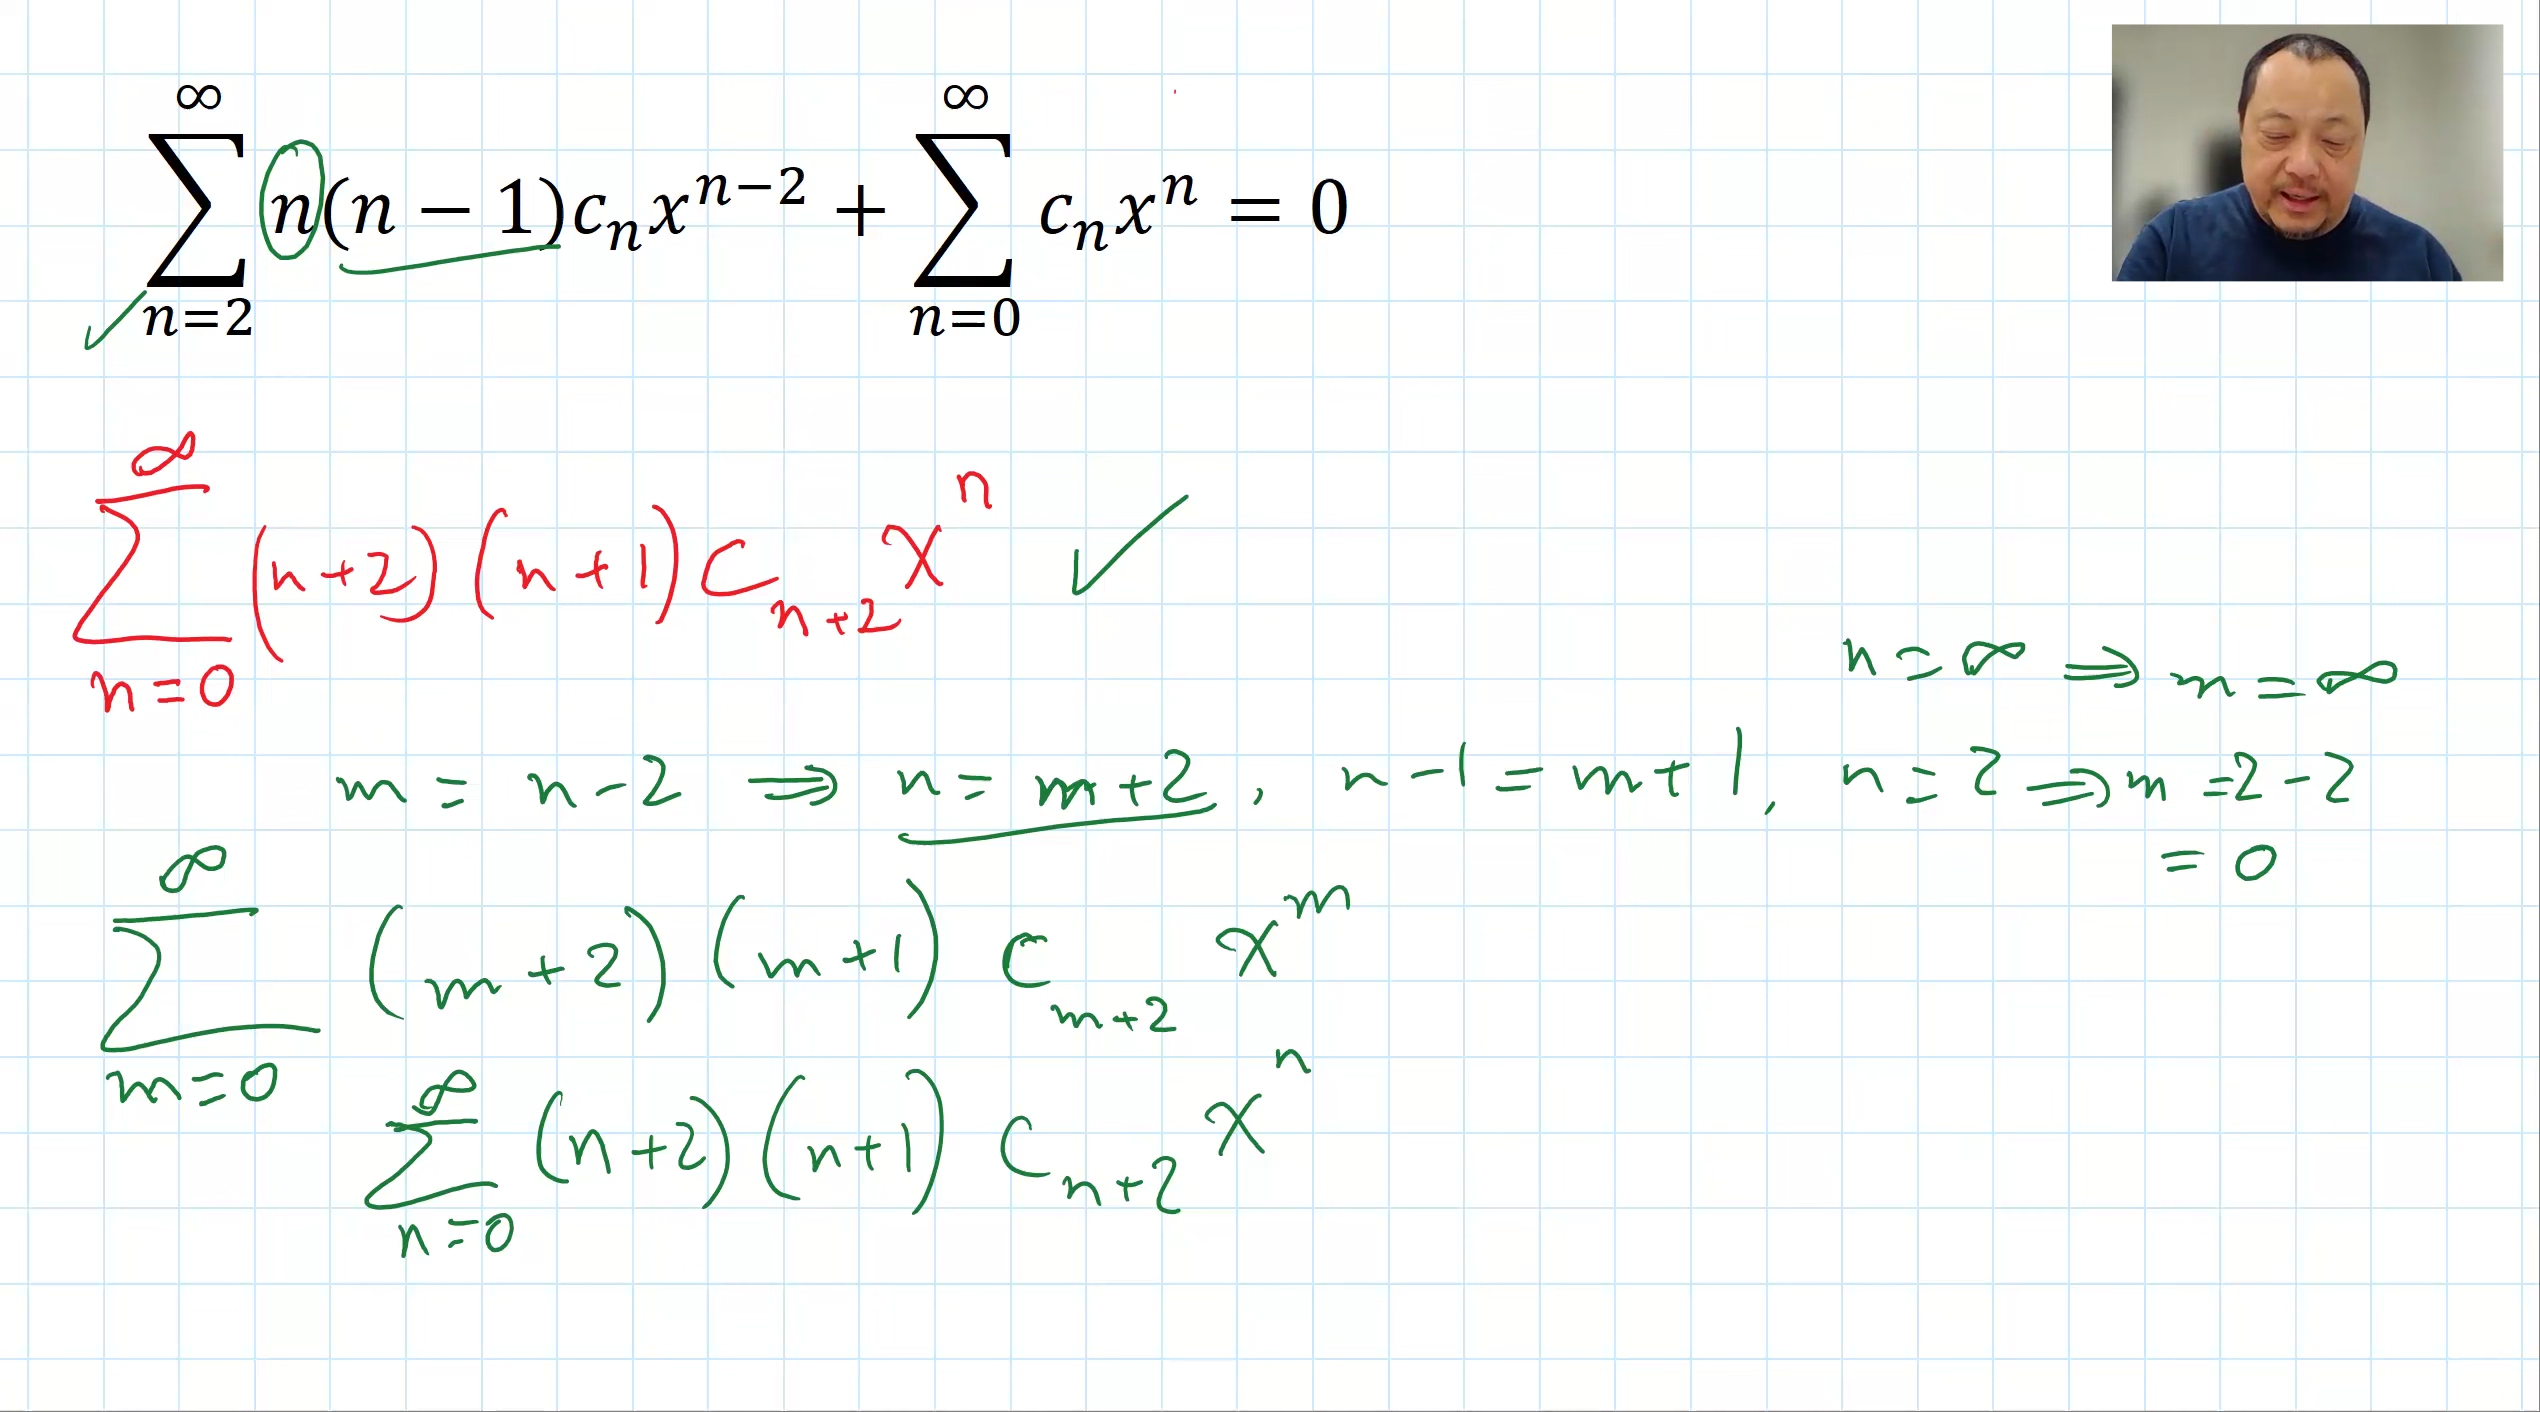 ∑_{n=2}^{∞} n(n − 1)c_n x^{n−2} + ∑_{n=0}^{∞} c_n x^n = 0
∑_{n=0}^{∞} (n+2)(n+1) C_{n+2} X^n ✓
n = ∞ ⟹ m = ∞
m = n-2 ⟹ n = m+2, n-1 = m+1, n = 2 ⟹ m = 2-2
= 0
∑_{m=0}^{∞} (m+2)(m+1) C_{m+2} X^m
∑_{n=0}^{∞} (n+2)(n+1) C_{n+2} X^n